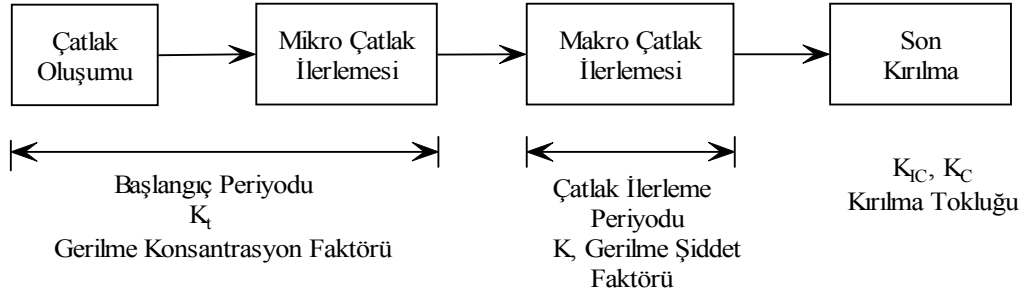 Çatlak
Oluşumu
Mikro Çatlak
İlerlemesi
Makro Çatlak
İlerlemesi
Son
Kırılma
Başlangıç Periyodu
Kt
Gerilme Konsantrasyon Faktörü
Çatlak İlerleme
Periyodu
K, Gerilme Şiddet
Faktörü
KIC, KC
Kırılma Tokluğu